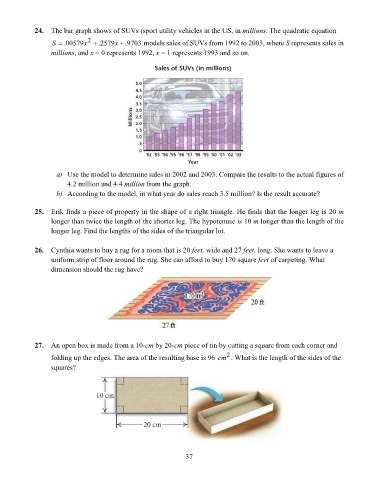 24. The bar graph shows of SUVs (sport utility vehicles in the US, in millions. The quadratic equation
S = .00579x² + .2579x + .9703 models sales of SUVs from 1992 to 2003, where S represents sales in
millions, and x = 0 represents 1992, x = 1 represents 1993 and so on.
Sales of SUVs (in millions)
5.0
4.5
4.0
3.5
3.0
2.5
2.0
1.5
1.0
.5
0
Millions
'92 '93 '94 '95 '96 '97 '98 '99 '00 '01 '02 '03
Year
a) Use the model to determine sales in 2002 and 2003. Compare the results to the actual figures of
4.2 million and 4.4 million from the graph.
b) According to the model, in what year do sales reach 3.5 million? Is the result accurate?
25. Erik finds a piece of property in the shape of a right triangle. He finds that the longer leg is 20 m
longer than twice the length of the shorter leg. The hypotenuse is 10 m longer than the length of the
longer leg. Find the lengths of the sides of the triangular lot.
26. Cynthia wants to buy a rug for a room that is 20 feet. wide and 27 feet. long. She wants to leave a
uniform strip of floor around the rug. She can afford to buy 170 square feet of carpeting. What
dimension should the rug have?
170 ft²
20 ft
27 ft
27. An open box is made from a 10-cm by 20-cm piece of tin by cutting a square from each corner and
folding up the edges. The area of the resulting base is 96 cm². What is the length of the sides of the
squares?
10 cm
20 cm
37